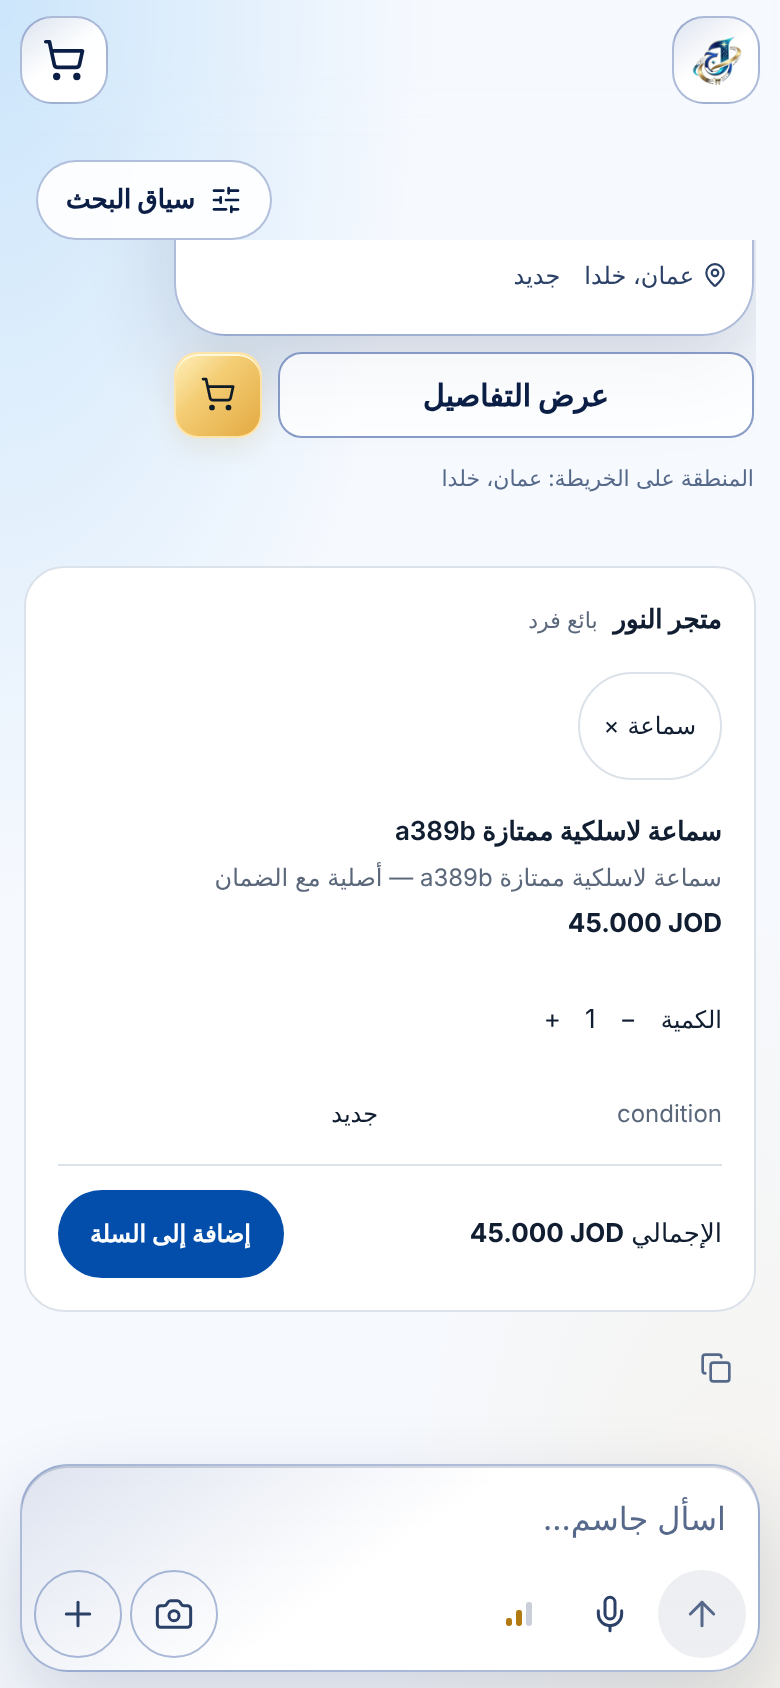 سياق البحث
عمان، خلدا جديد
عرض التفاصيل
المنطقة على الخريطة: عمان، خلدا
متجر النور بائع فرد
سماعة ×
سماعة لاسلكية ممتازة a389b
سماعة لاسلكية ممتازة a389b — أصلية مع الضمان
45.000 JOD
الكمية − 1 +
condition جديد
الإجمالي 45.000 JOD
إضافة إلى السلة
اسأل جاسم...